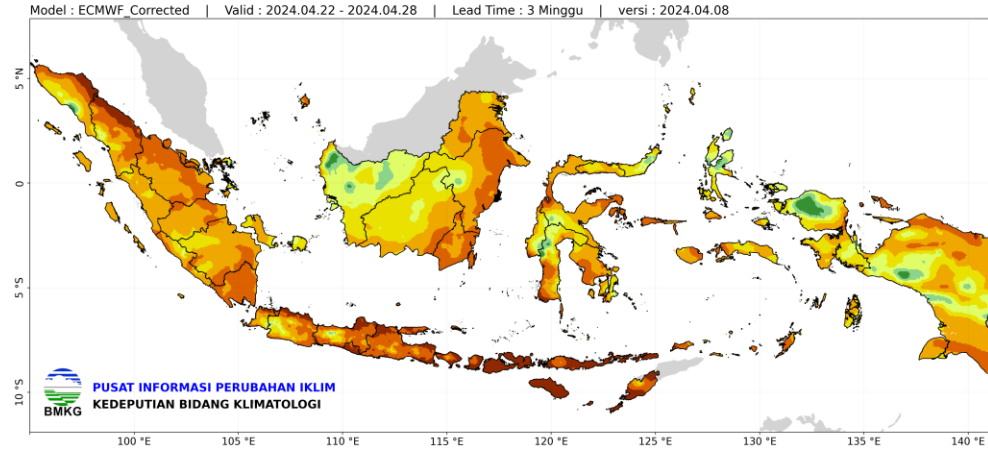 Model : ECMWF_Corrected | Valid : 2024.04.22 - 2024.04.28 | Lead Time : 3 Minggu | versi : 2024.04.08
5 °N
0
5 °S
10 °S
BMKG
PUSAT INFORMASI PERUBAHAN IKLIM
KEDEPUTIAN BIDANG KLIMATOLOGI
100 °E 105 °E 110 °E 115 °E 120 °E 125 °E 130 °E 135 °E 140 °E